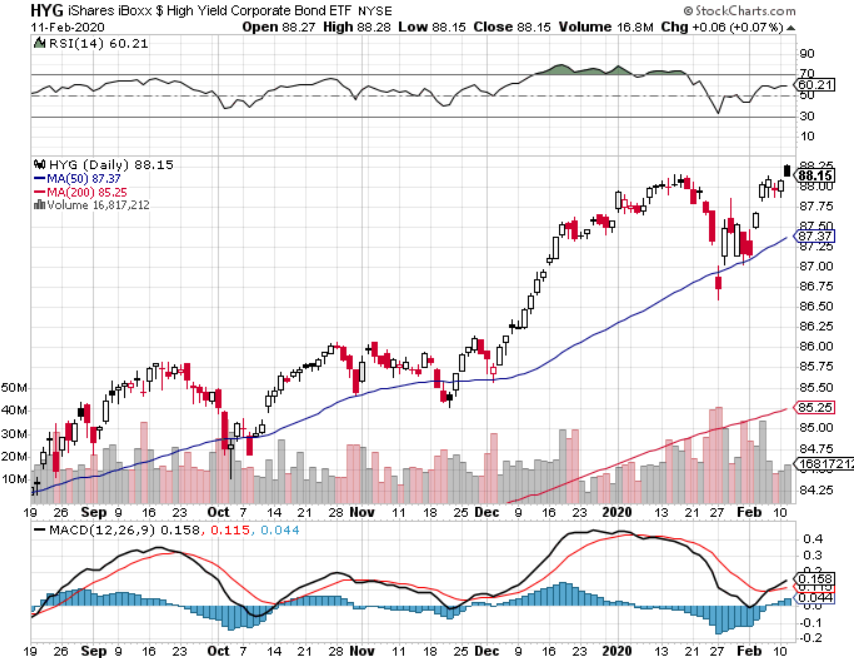 HYG iShares iBoxx $ High Yield Corporate Bond ETF NYSE
© StockCharts.com
11-Feb-2020
Open 88.27 High 88.28 Low 88.15 Close 88.15 Volume 16.8M Chg +0.06 (+0.07%)
RSI(14) 60.21
90
70
60.21
50
30
10
HYG (Daily) 88.15
MA(50) 87.37
MA(200) 85.25
Volume 16,817,212
88.25
88.15
88.00
87.75
87.50
87.37
87.25
87.00
86.75
86.50
86.25
86.00
85.75
85.50
85.25
85.00
84.75
84.25
50M
40M
30M
20M
10M
16817212
19 26 Sep 9 16 23 Oct 7 14 21 28 Nov 11 18 25 Dec 9 16 23 2020 13 21 27 Feb 10
MACD(12,26,9) 0.158, 0.115, 0.044
0.4
0.3
0.158
0.115
0.044
0.0
-0.1
-0.2
19 26 Sep 9 16 23 Oct 7 14 21 28 Nov 11 18 25 Dec 9 16 23 2020 13 21 27 Feb 10